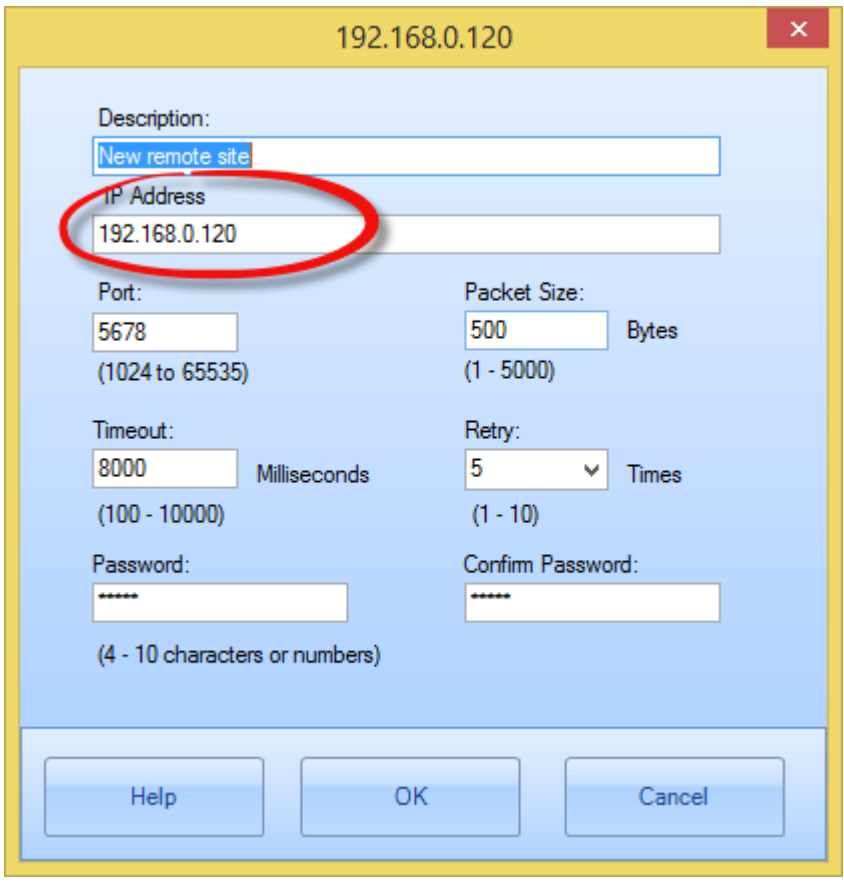 192.168.0.120
Description:
New remote site
IP Address
192.168.0.120
Port: Packet Size:
5678 500 Bytes
(1024 to 65535) (1 - 5000)
Timeout: Retry:
8000 Milliseconds 5 Times
(100 - 10000) (1 - 10)
Password: Confirm Password:
***** *****
(4 - 10 characters or numbers)
Help OK Cancel